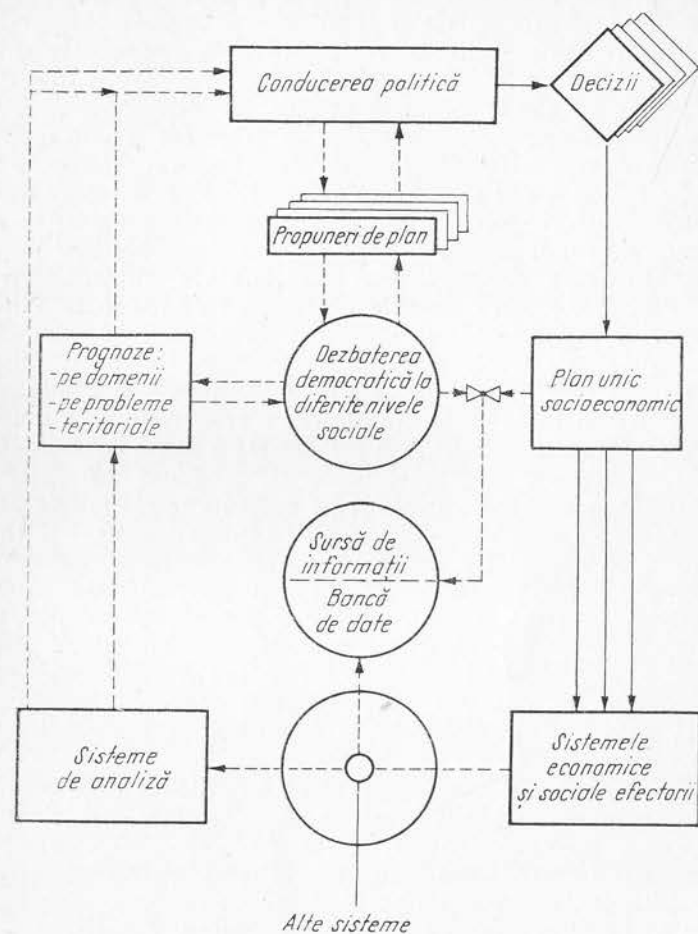 Conducerea politică
Decizii
Propuneri de plan
Prognaze:
-pe domenii
-pe probleme
-teritoriale
Dezbaterea
democratică la
diferite nivele
sociale
Plan unic
socioeconomic
Sursă de
informații
Bancă
de date
Sisteme
de analiză
Sistemele
economice
și sociale efectorii
Alte sisteme